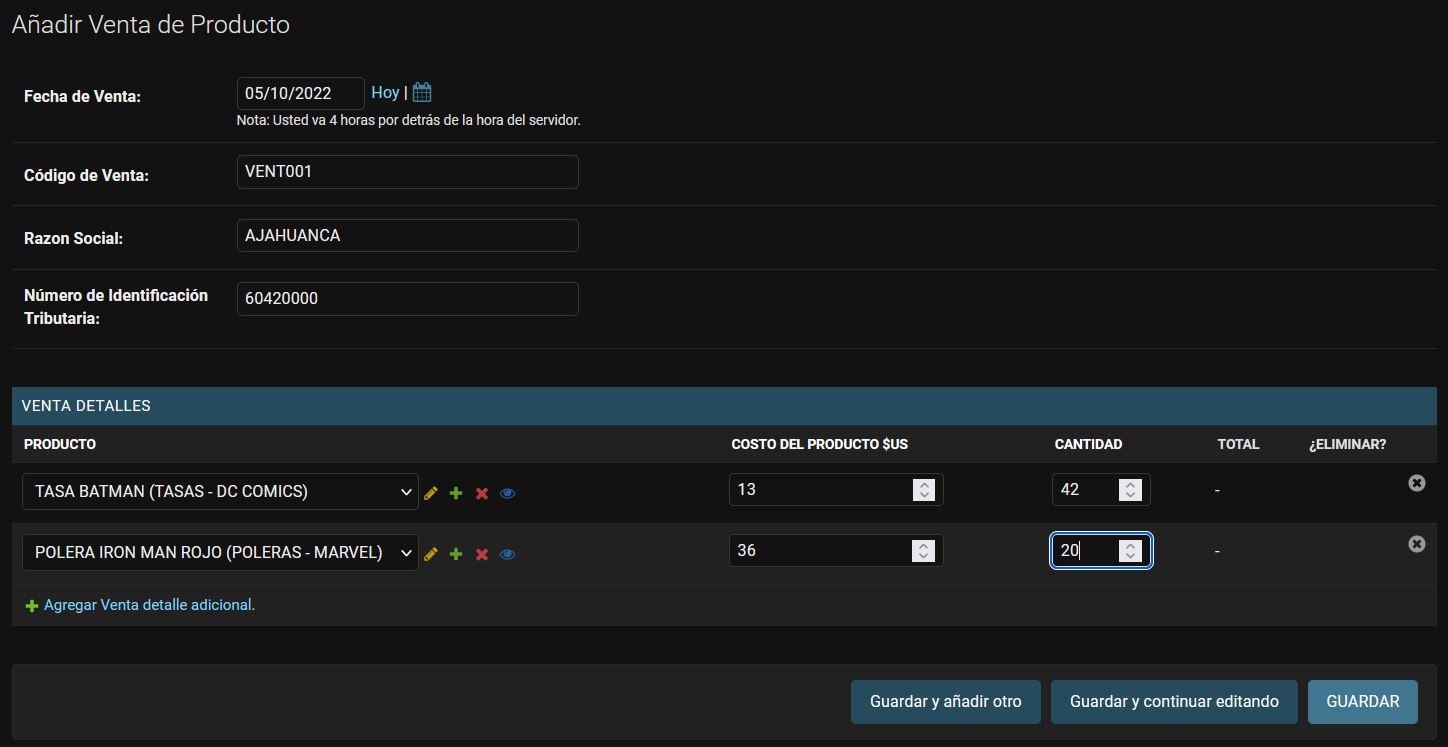 Añadir Venta de Producto
Fecha de Venta: 05/10/2022 Hoy |
Nota: Usted va 4 horas por detrás de la hora del servidor.
Código de Venta: VENT001
Razon Social: AJAHUANCA
Número de Identificación
Tributaria: 60420000
VENTA DETALLES
PRODUCTO COSTO DEL PRODUCTO $US CANTIDAD TOTAL ¿ELIMINAR?
TASA BATMAN (TASAS - DC COMICS) 13 42 -
POLERA IRON MAN ROJO (POLERAS - MARVEL) 36 20 -
Agregar Venta detalle adicional.
Guardar y añadir otro Guardar y continuar editando GUARDAR